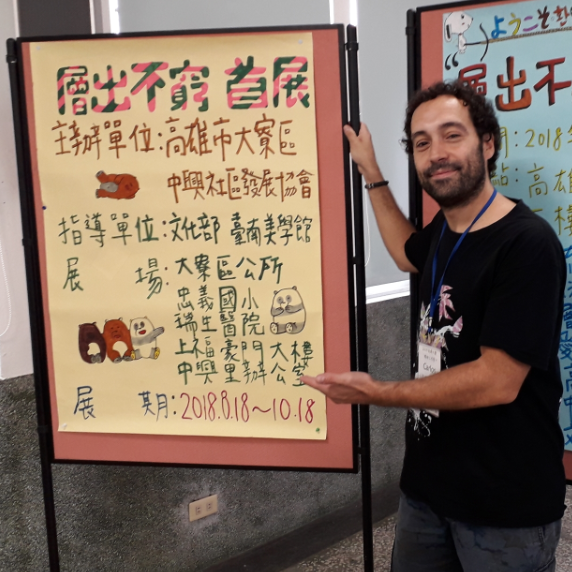 層出不窮 首展
主辦單位:高雄市大寮區
中興社區發展協會
指導單位:文化部 臺南美學館
展 場:大寮區公所
忠義國小
瑞生醫院
上福豪門大樓
中興里辦公室
展 期:2018.8.18~10.18
ようこそ
層出不
2018
高雄
Carlos